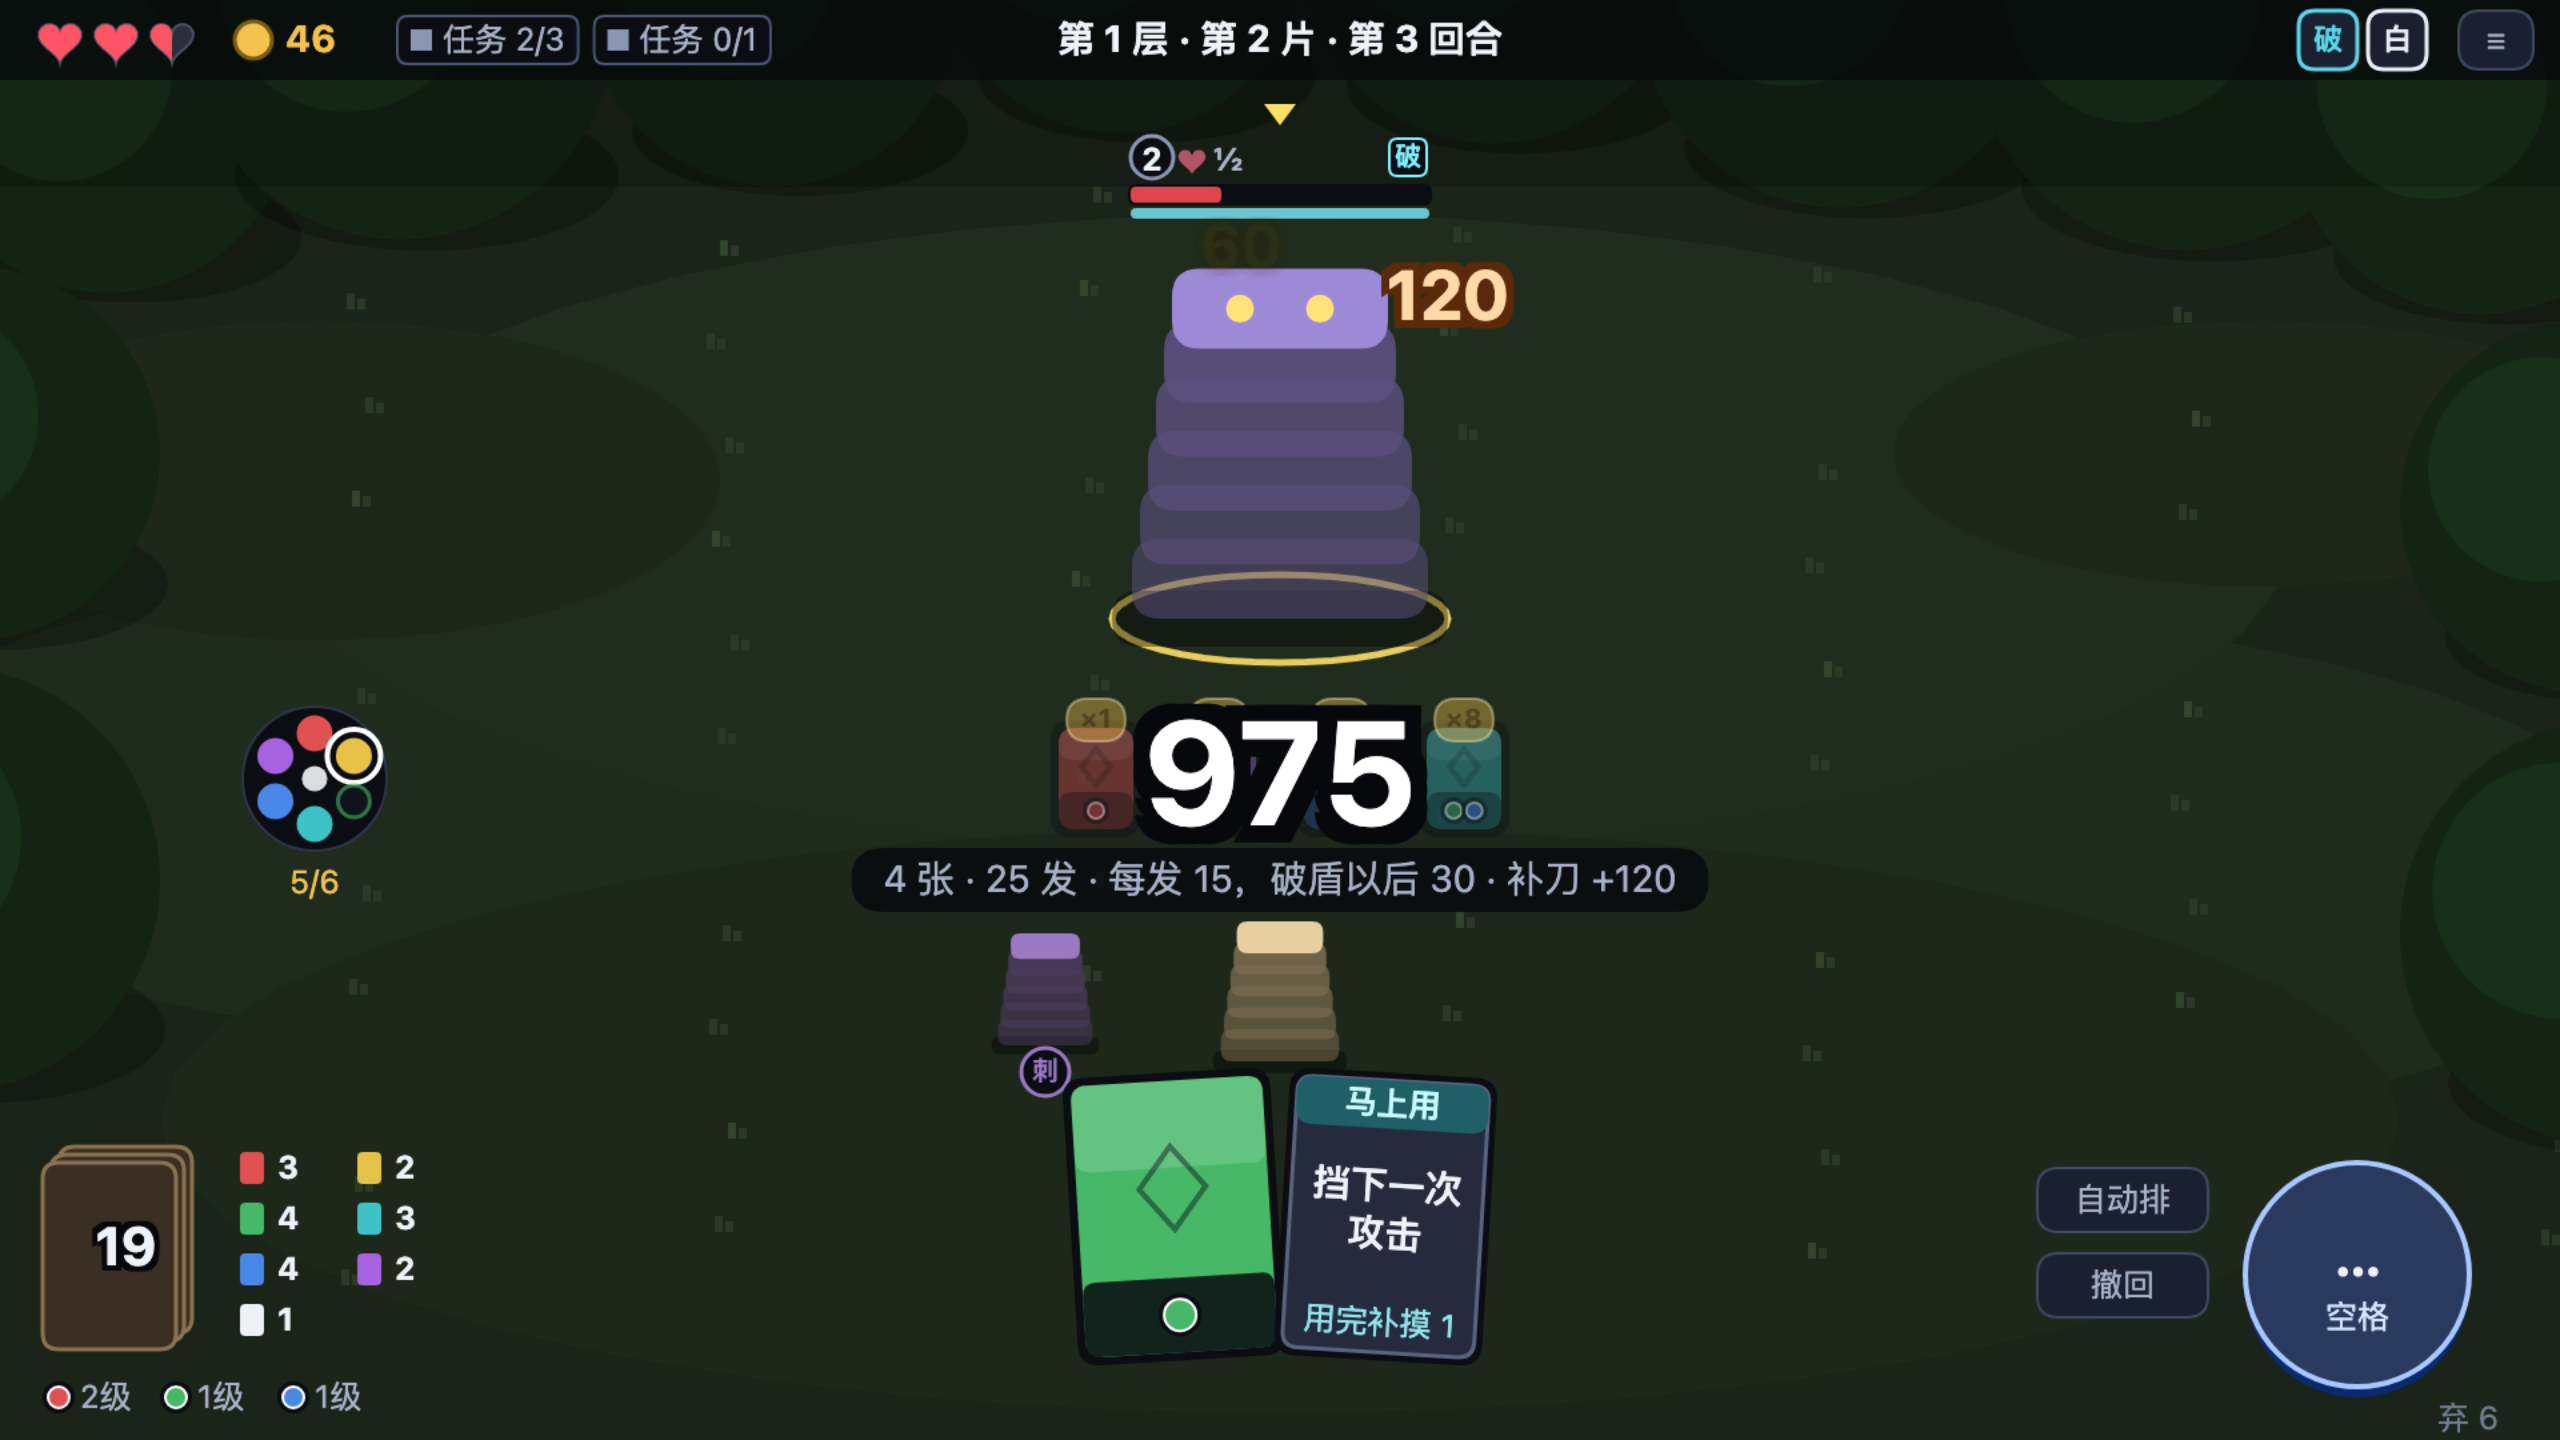 46
任务 2/3
任务 0/1
第 1 层 · 第 2 片 · 第 3 回合
破
白
≡
2
½
破
60
120
×1
×8
975
4 张 · 25 发 · 每发 15，破盾以后 30 · 补刀 +120
5/6
刺
马上用
挡下一次
攻击
用完补摸 1
19
3
2
4
3
4
2
1
2级
1级
1级
自动排
撤回
...
空格
弃 6